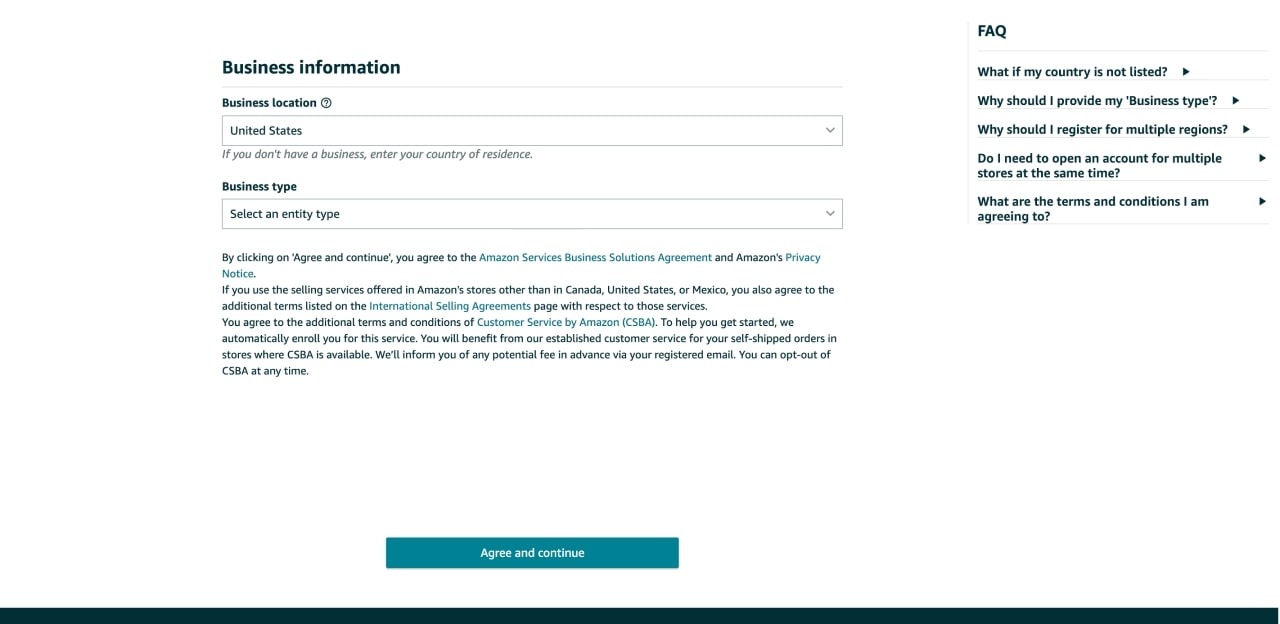 Business information
Business location
United States
If you don't have a business, enter your country of residence.
Business type
Select an entity type
By clicking on 'Agree and continue', you agree to the Amazon Services Business Solutions Agreement and Amazon's Privacy
Notice.
If you use the selling services offered in Amazon's stores other than in Canada, United States, or Mexico, you also agree to the
additional terms listed on the International Selling Agreements page with respect to those services.
You agree to the additional terms and conditions of Customer Service by Amazon (CSBA). To help you get started, we
automatically enroll you for this service. You will benefit from our established customer service for your self-shipped orders in
stores where CSBA is available. We'll inform you of any potential fee in advance via your registered email. You can opt-out of
CSBA at any time.
Agree and continue
FAQ
What if my country is not listed?
Why should I provide my 'Business type'?
Why should I register for multiple regions?
Do I need to open an account for multiple
stores at the same time?
What are the terms and conditions I am
agreeing to?